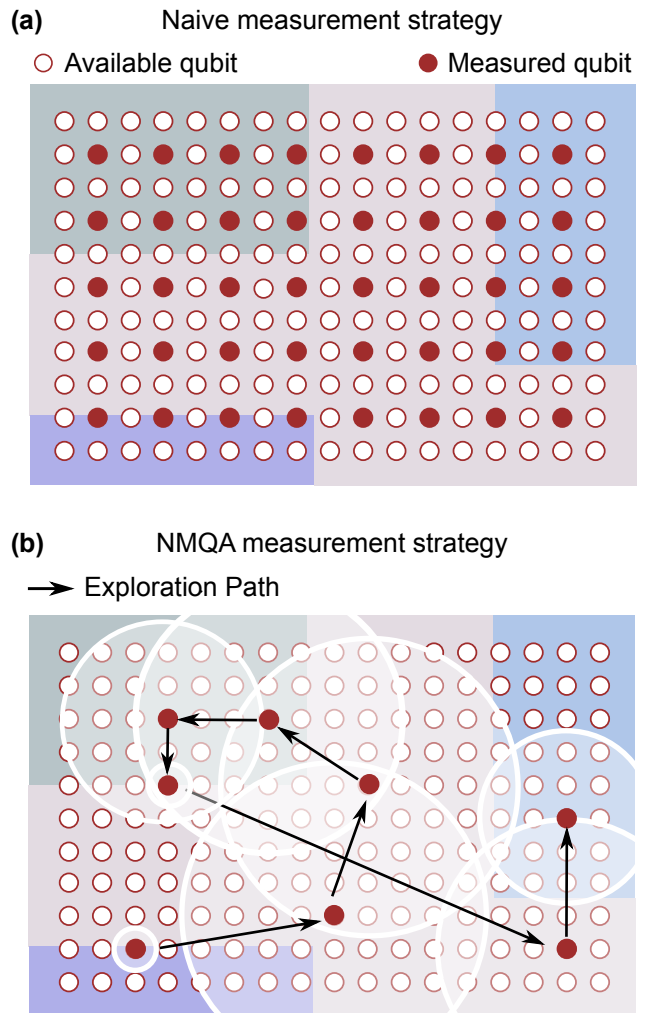 (a) Naive measurement strategy
Available qubit Measured qubit
(b) NMQA measurement strategy
Exploration Path